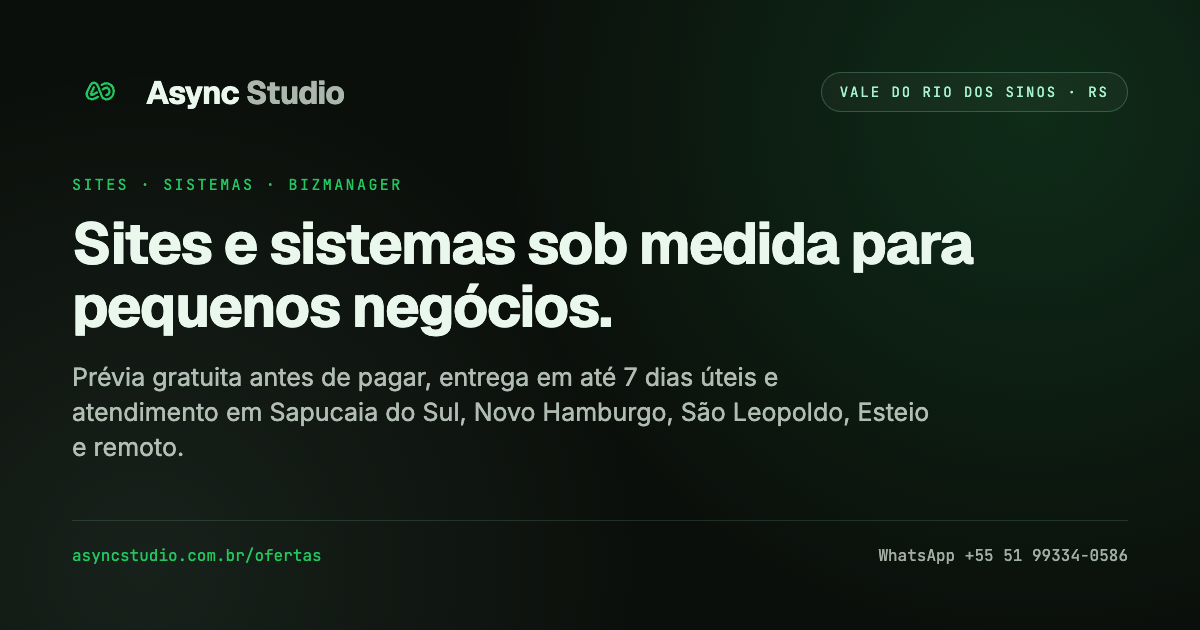 Async Studio
VALE DO RIO DOS SINOS · RS
SITES · SISTEMAS · BIZMANAGER
Sites e sistemas sob medida para
pequenos negócios.
Prévia gratuita antes de pagar, entrega em até 7 dias úteis e
atendimento em Sapucaia do Sul, Novo Hamburgo, São Leopoldo, Esteio
e remoto.
asyncstudio.com.br/ofertas
WhatsApp +55 51 99334-0586